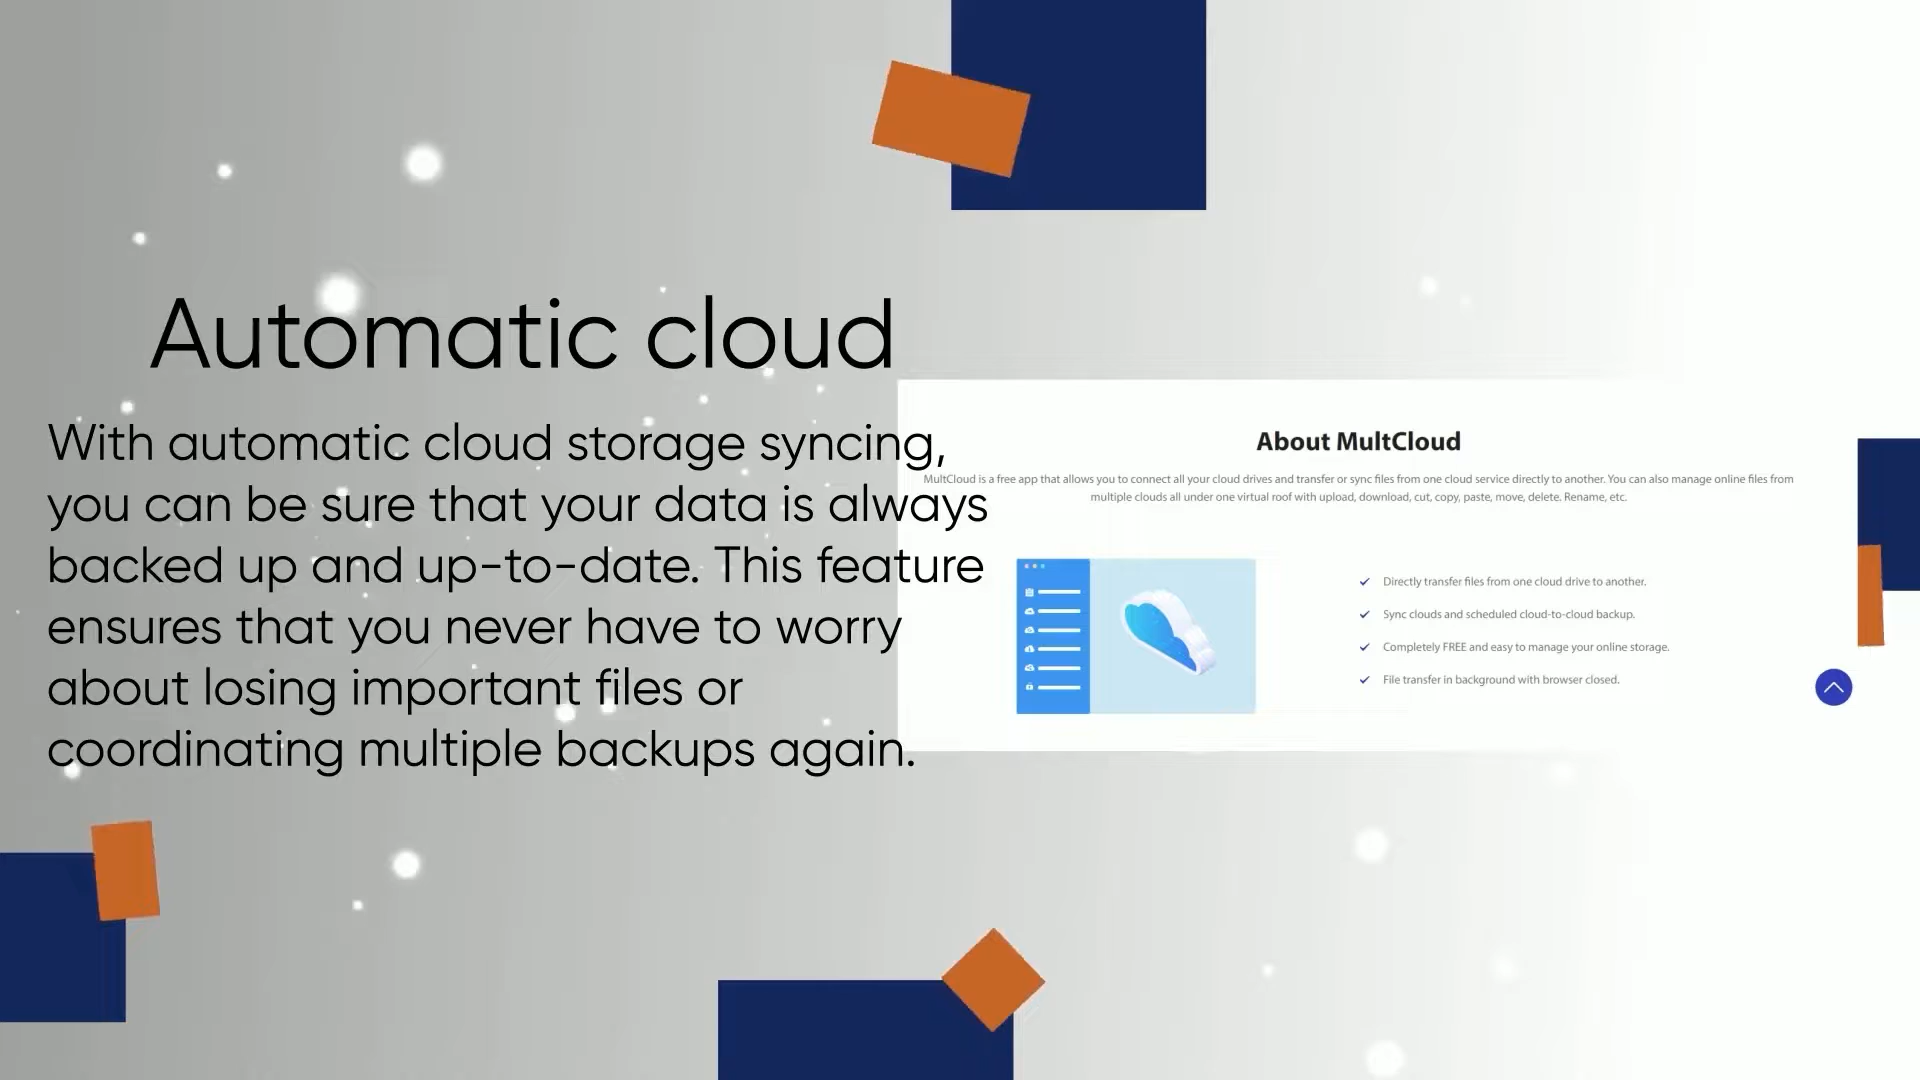 Automatic cloud
With automatic cloud storage syncing,
you can be sure that your data is always
backed up and up-to-date. This feature
ensures that you never have to worry
about losing important files or
coordinating multiple backups again.
About MultCloud
MultCloud is a free app that allows you to connect all your cloud drives and transfer or sync files from one cloud service directly to another. You can also manage online files from
multiple clouds all under one virtual roof with upload, download, cut, copy, paste, move, delete. Rename, etc.
Directly transfer files from one cloud drive to another.
Sync clouds and scheduled cloud-to-cloud backup.
Completely FREE and easy to manage your online storage.
File transfer in background with browser closed.